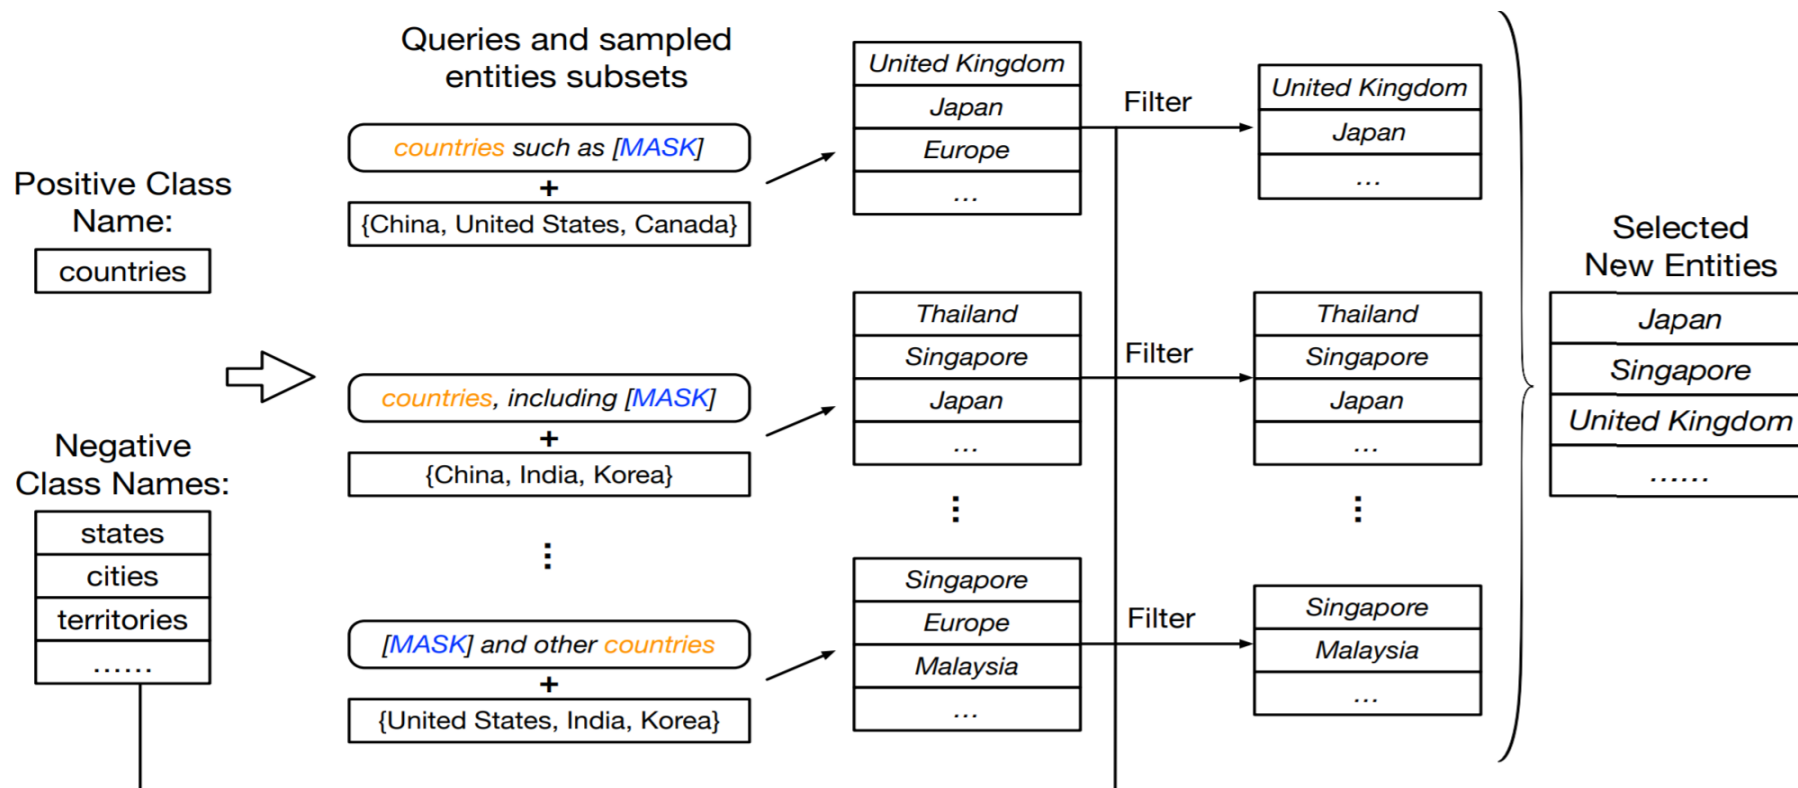 Positive Class
Name:
countries
Negative
Class Names:
states
cities
territories
......
Queries and sampled
entities subsets
countries such as [MASK]
+
{China, United States, Canada}
countries, including [MASK]
+
{China, India, Korea}
...
[MASK] and other countries
+
{United States, India, Korea}
United Kingdom
Japan
Europe
...
Thailand
Singapore
Japan
...
...
Singapore
Europe
Malaysia
...
Filter
Filter
Filter
United Kingdom
Japan
...
Thailand
Singapore
Japan
...
...
Singapore
Malaysia
...
Selected
New Entities
Japan
Singapore
United Kingdom
......